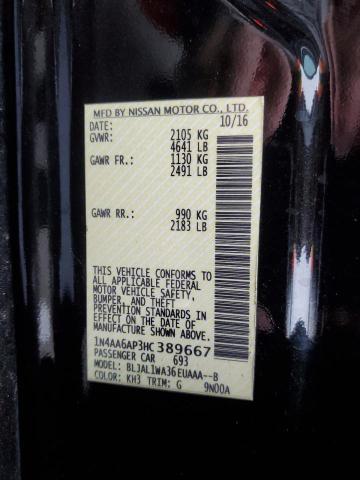 MFD BY NISSAN MOTOR CO., LTD.
DATE: 10/16
GVWR: 2105 KG
4641 LB
GAWR FR.: 1130 KG
2491 LB
GAWR RR.: 990 KG
2183 LB
THIS VEHICLE CONFORMS TO
ALL APPLICABLE FEDERAL
MOTOR VEHICLE SAFETY,
BUMPER, AND THEFT
PREVENTION STANDARDS IN
EFFECT ON THE DATE OF
MANUFACTURE SHOWN ABOVE.
1N4AA6AP3HC 389667
PASSENGER CAR 693
MODEL: BLJAL1WA36EUAAA--B
COLOR: KH3 TRIM: G 9N00A